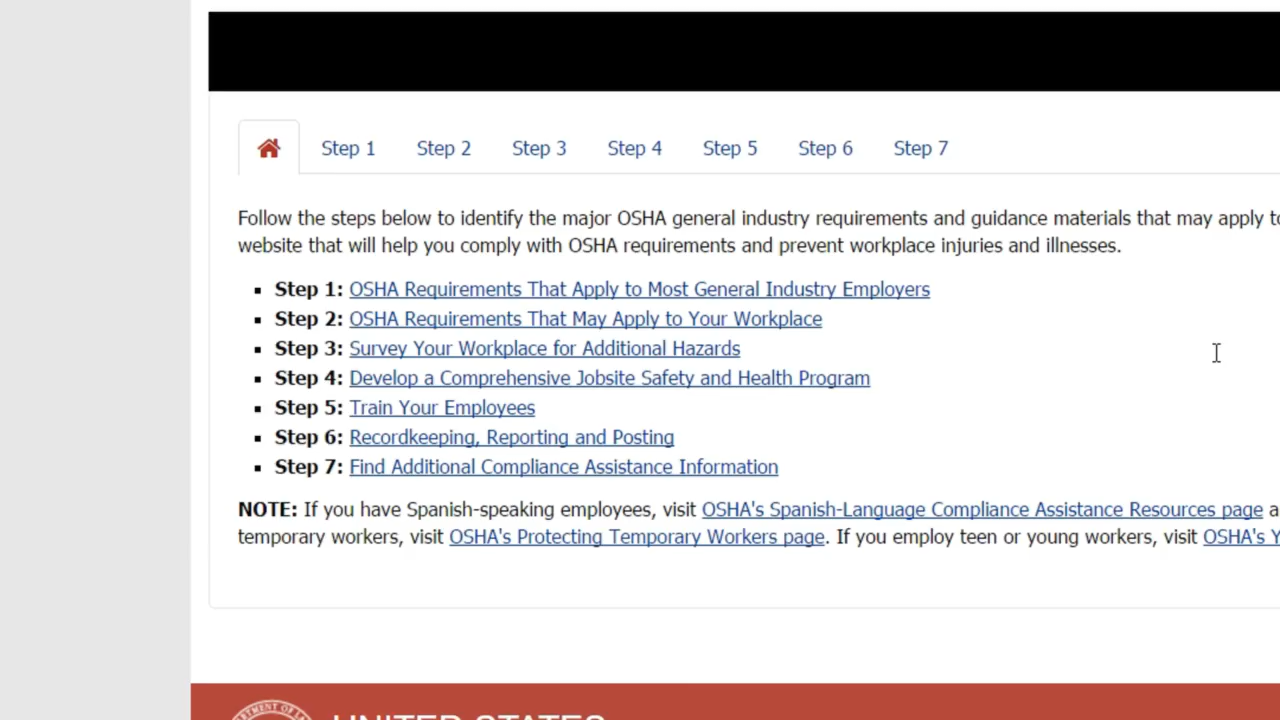 Step 1 Step 2 Step 3 Step 4 Step 5 Step 6 Step 7
Follow the steps below to identify the major OSHA general industry requirements and guidance materials that may apply to
website that will help you comply with OSHA requirements and prevent workplace injuries and illnesses.
Step 1: OSHA Requirements That Apply to Most General Industry Employers
Step 2: OSHA Requirements That May Apply to Your Workplace
Step 3: Survey Your Workplace for Additional Hazards
Step 4: Develop a Comprehensive Jobsite Safety and Health Program
Step 5: Train Your Employees
Step 6: Recordkeeping, Reporting and Posting
Step 7: Find Additional Compliance Assistance Information
NOTE: If you have Spanish-speaking employees, visit OSHA's Spanish-Language Compliance Assistance Resources page
temporary workers, visit OSHA's Protecting Temporary Workers page. If you employ teen or young workers, visit OSHA's
UNITED STATES